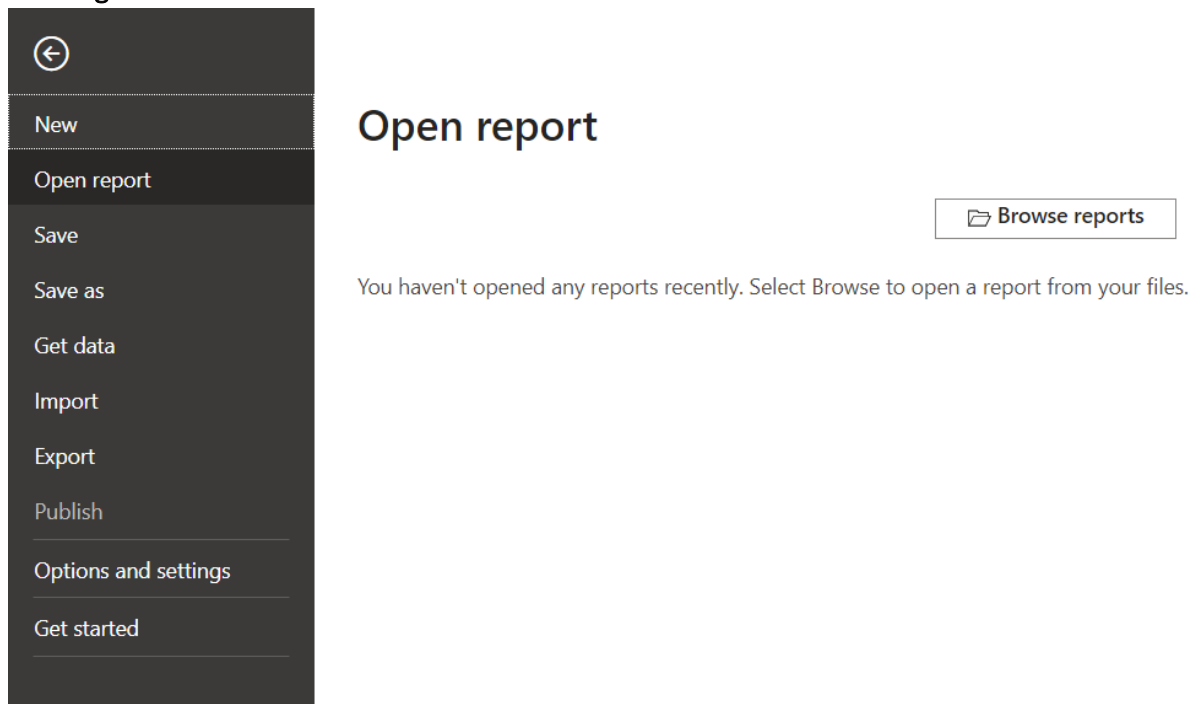 New
Open report
Save
Save as
Get data
Import
Export
Publish
Options and settings
Get started
Open report
Browse reports
You haven't opened any reports recently. Select Browse to open a report from your files.